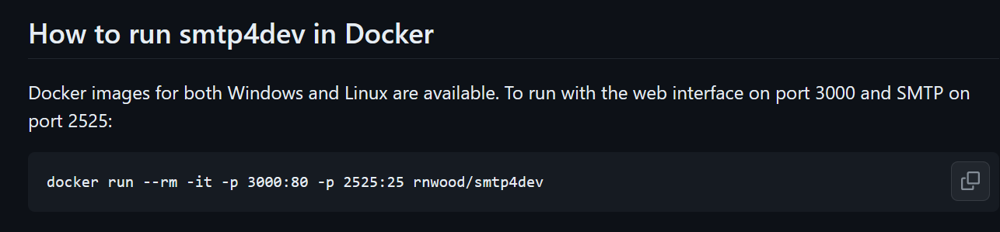 How to run smtp4dev in Docker
Docker images for both Windows and Linux are available. To run with the web interface on port 3000 and SMTP on
port 2525:
docker run --rm -it -p 3000:80 -p 2525:25 rnwood/smtp4dev